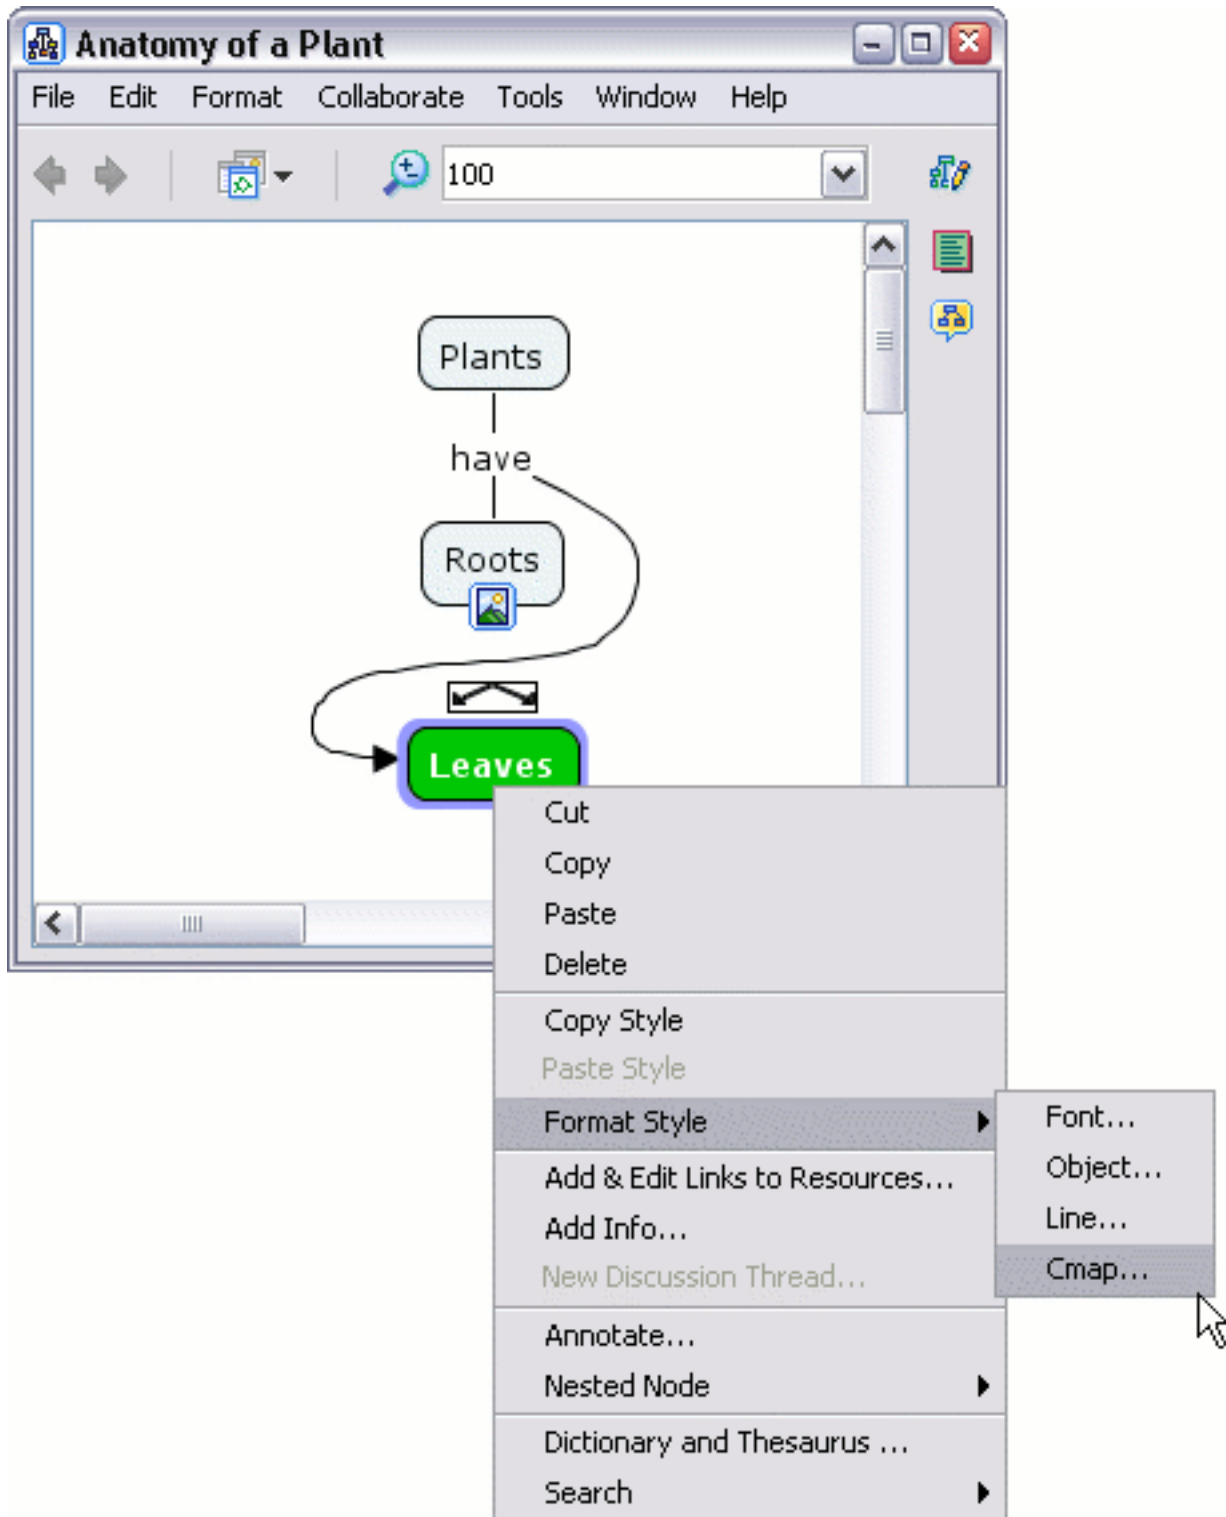 Anatomy of a Plant
File Edit Format Collaborate Tools Window Help
100
Plants
have
Roots
Leaves
Cut
Copy
Paste
Delete
Copy Style
Paste Style
Format Style
Font...
Object...
Line...
Cmap...
Add & Edit Links to Resources...
Add Info...
New Discussion Thread...
Annotate...
Nested Node
Dictionary and Thesaurus ...
Search